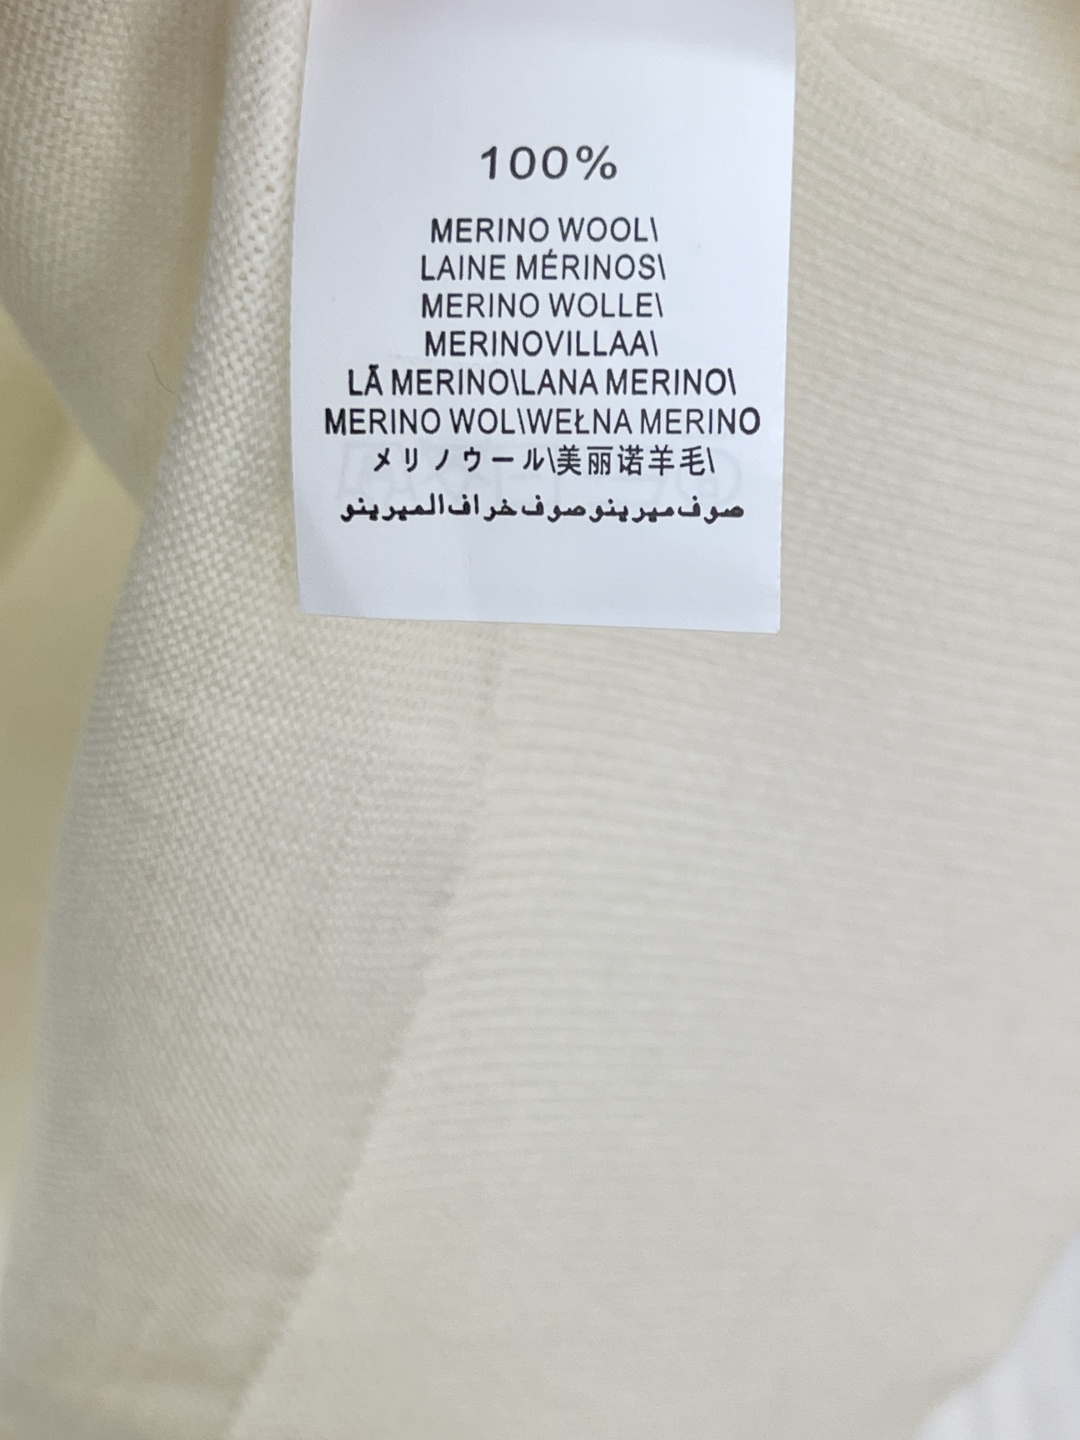 100%
MERINO WOOL\
LAINE MÉRINOS\
MERINO WOLLE\
MERINOVILLAA\
LÃ MERINO\LANA MERINO\
MERINO WOL\WEŁNA MERINO
メリノウール\美丽诺羊毛\
صوف ميرينو صوف خراف الميرينو